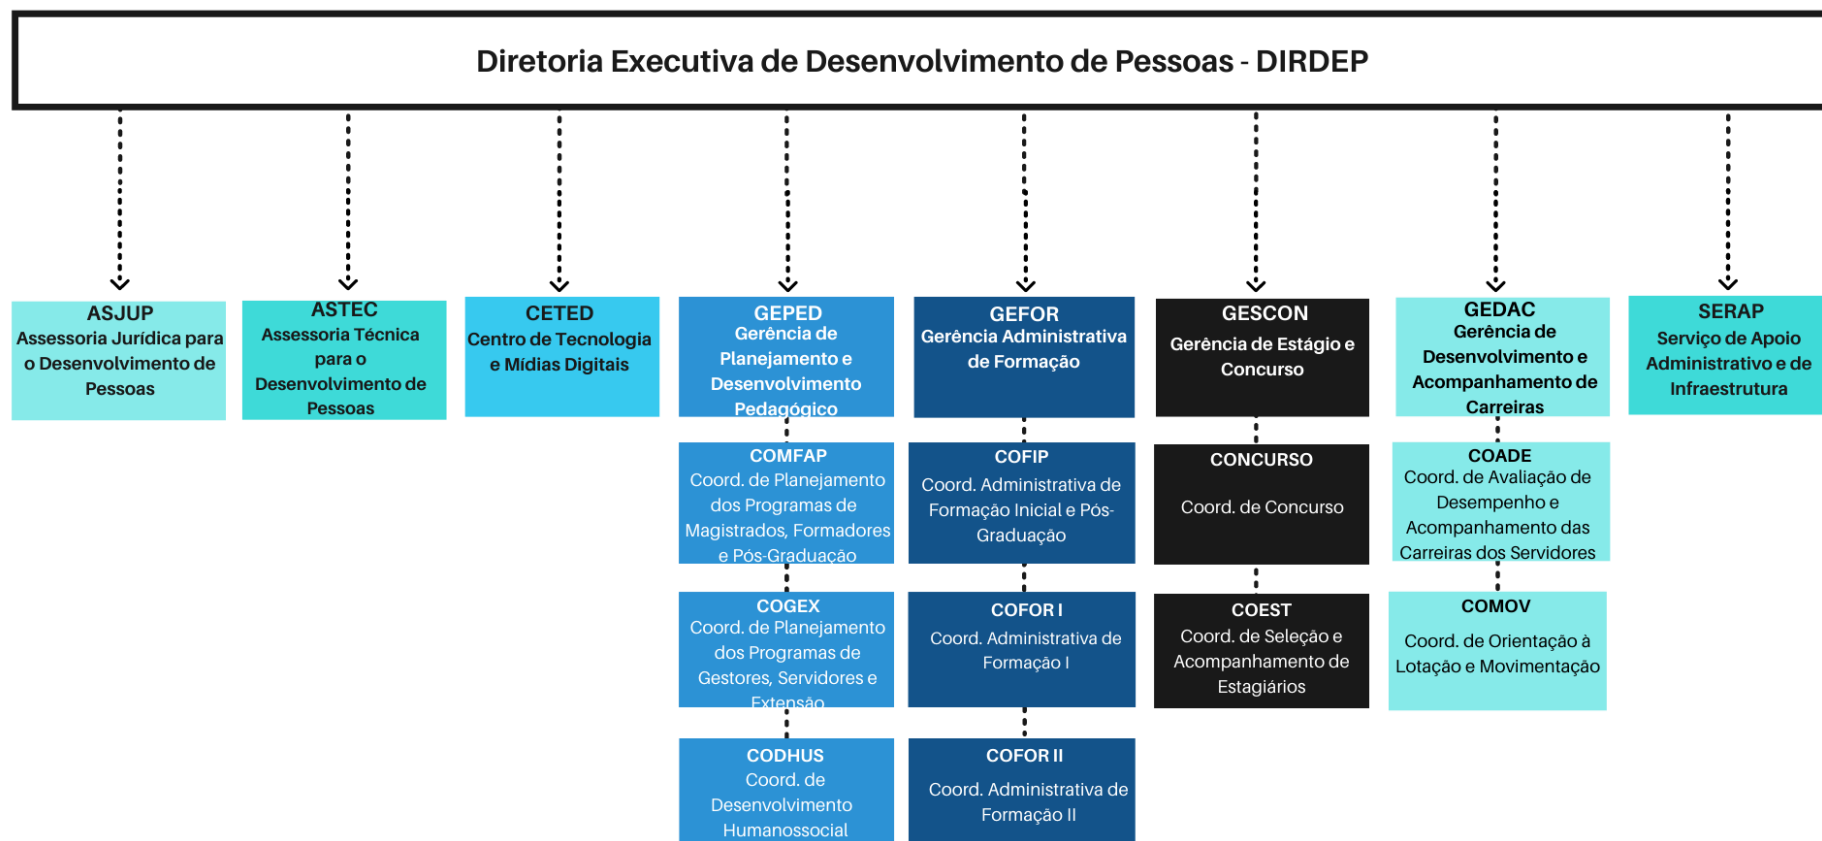 Diretoria Executiva de Desenvolvimento de Pessoas - DIRDEP
ASJUP
Assessoria Jurídica para
o Desenvolvimento de
Pessoas
ASTEC
Assessoria Técnica
para o
Desenvolvimento de
Pessoas
CETED
Centro de Tecnologia
e Mídias Digitais
GEPED
Gerência de
Planejamento e
Desenvolvimento
Pedagógico
GEFOR
Gerência Administrativa
de Formação
GESCON
Gerência de Estágio e
Concurso
GEDAC
Gerência de
Desenvolvimento e
Acompanhamento de
Carreiras
SERAP
Serviço de Apoio
Administrativo e de
Infraestrutura
COMFAP
Coord. de Planejamento
dos Programas de
Magistrados, Formadores
e Pós-Graduação
COFIP
Coord. Administrativa de
Formação Inicial e Pós-
Graduação
CONCURSO
Coord. de Concurso
COADE
Coord. de Avaliação de
Desempenho e
Acompanhamento das
Carreiras dos Servidores
COGEX
Coord. de Planejamento
dos Programas de
Gestores, Servidores e
Extensão
COFOR I
Coord. Administrativa de
Formação I
COEST
Coord. de Seleção e
Acompanhamento de
Estagiários
COMOV
Coord. de Orientação à
Lotação e Movimentação
CODHUS
Coord. de
Desenvolvimento
Humanossocial
COFOR II
Coord. Administrativa de
Formação II